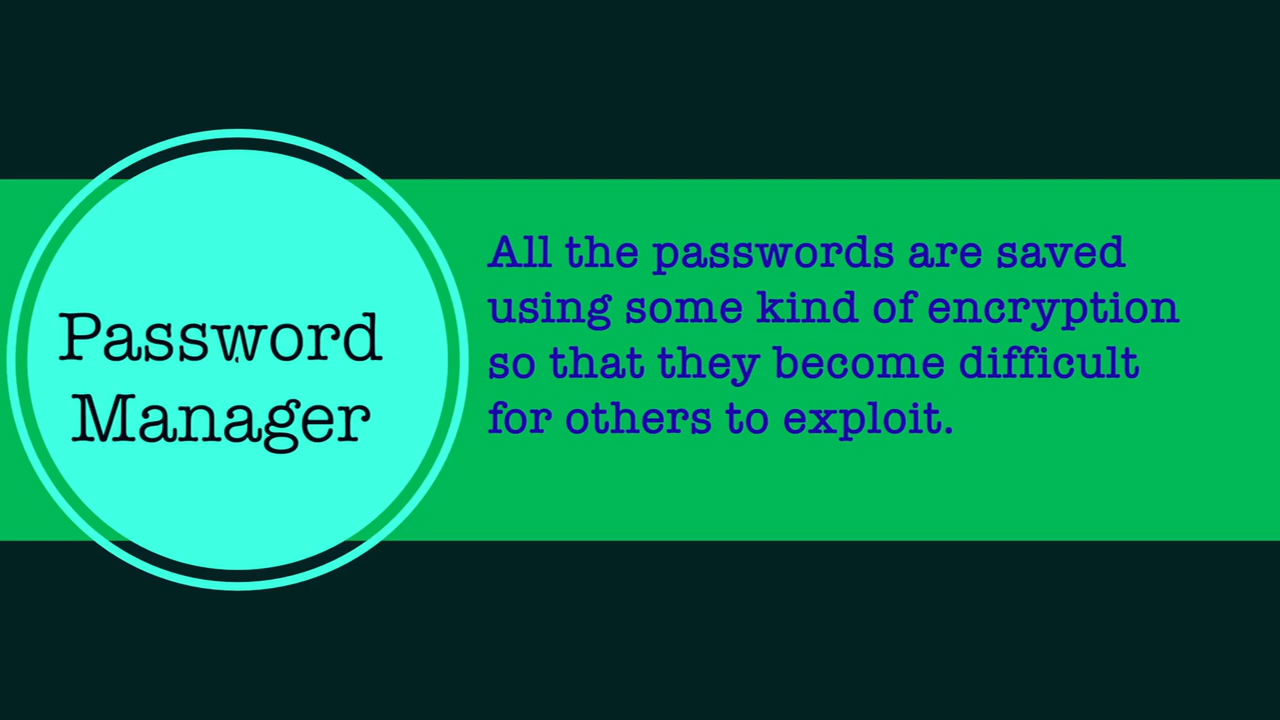 Password
Manager
All the passwords are saved
using some kind of encryption
so that they become difficult
for others to exploit.